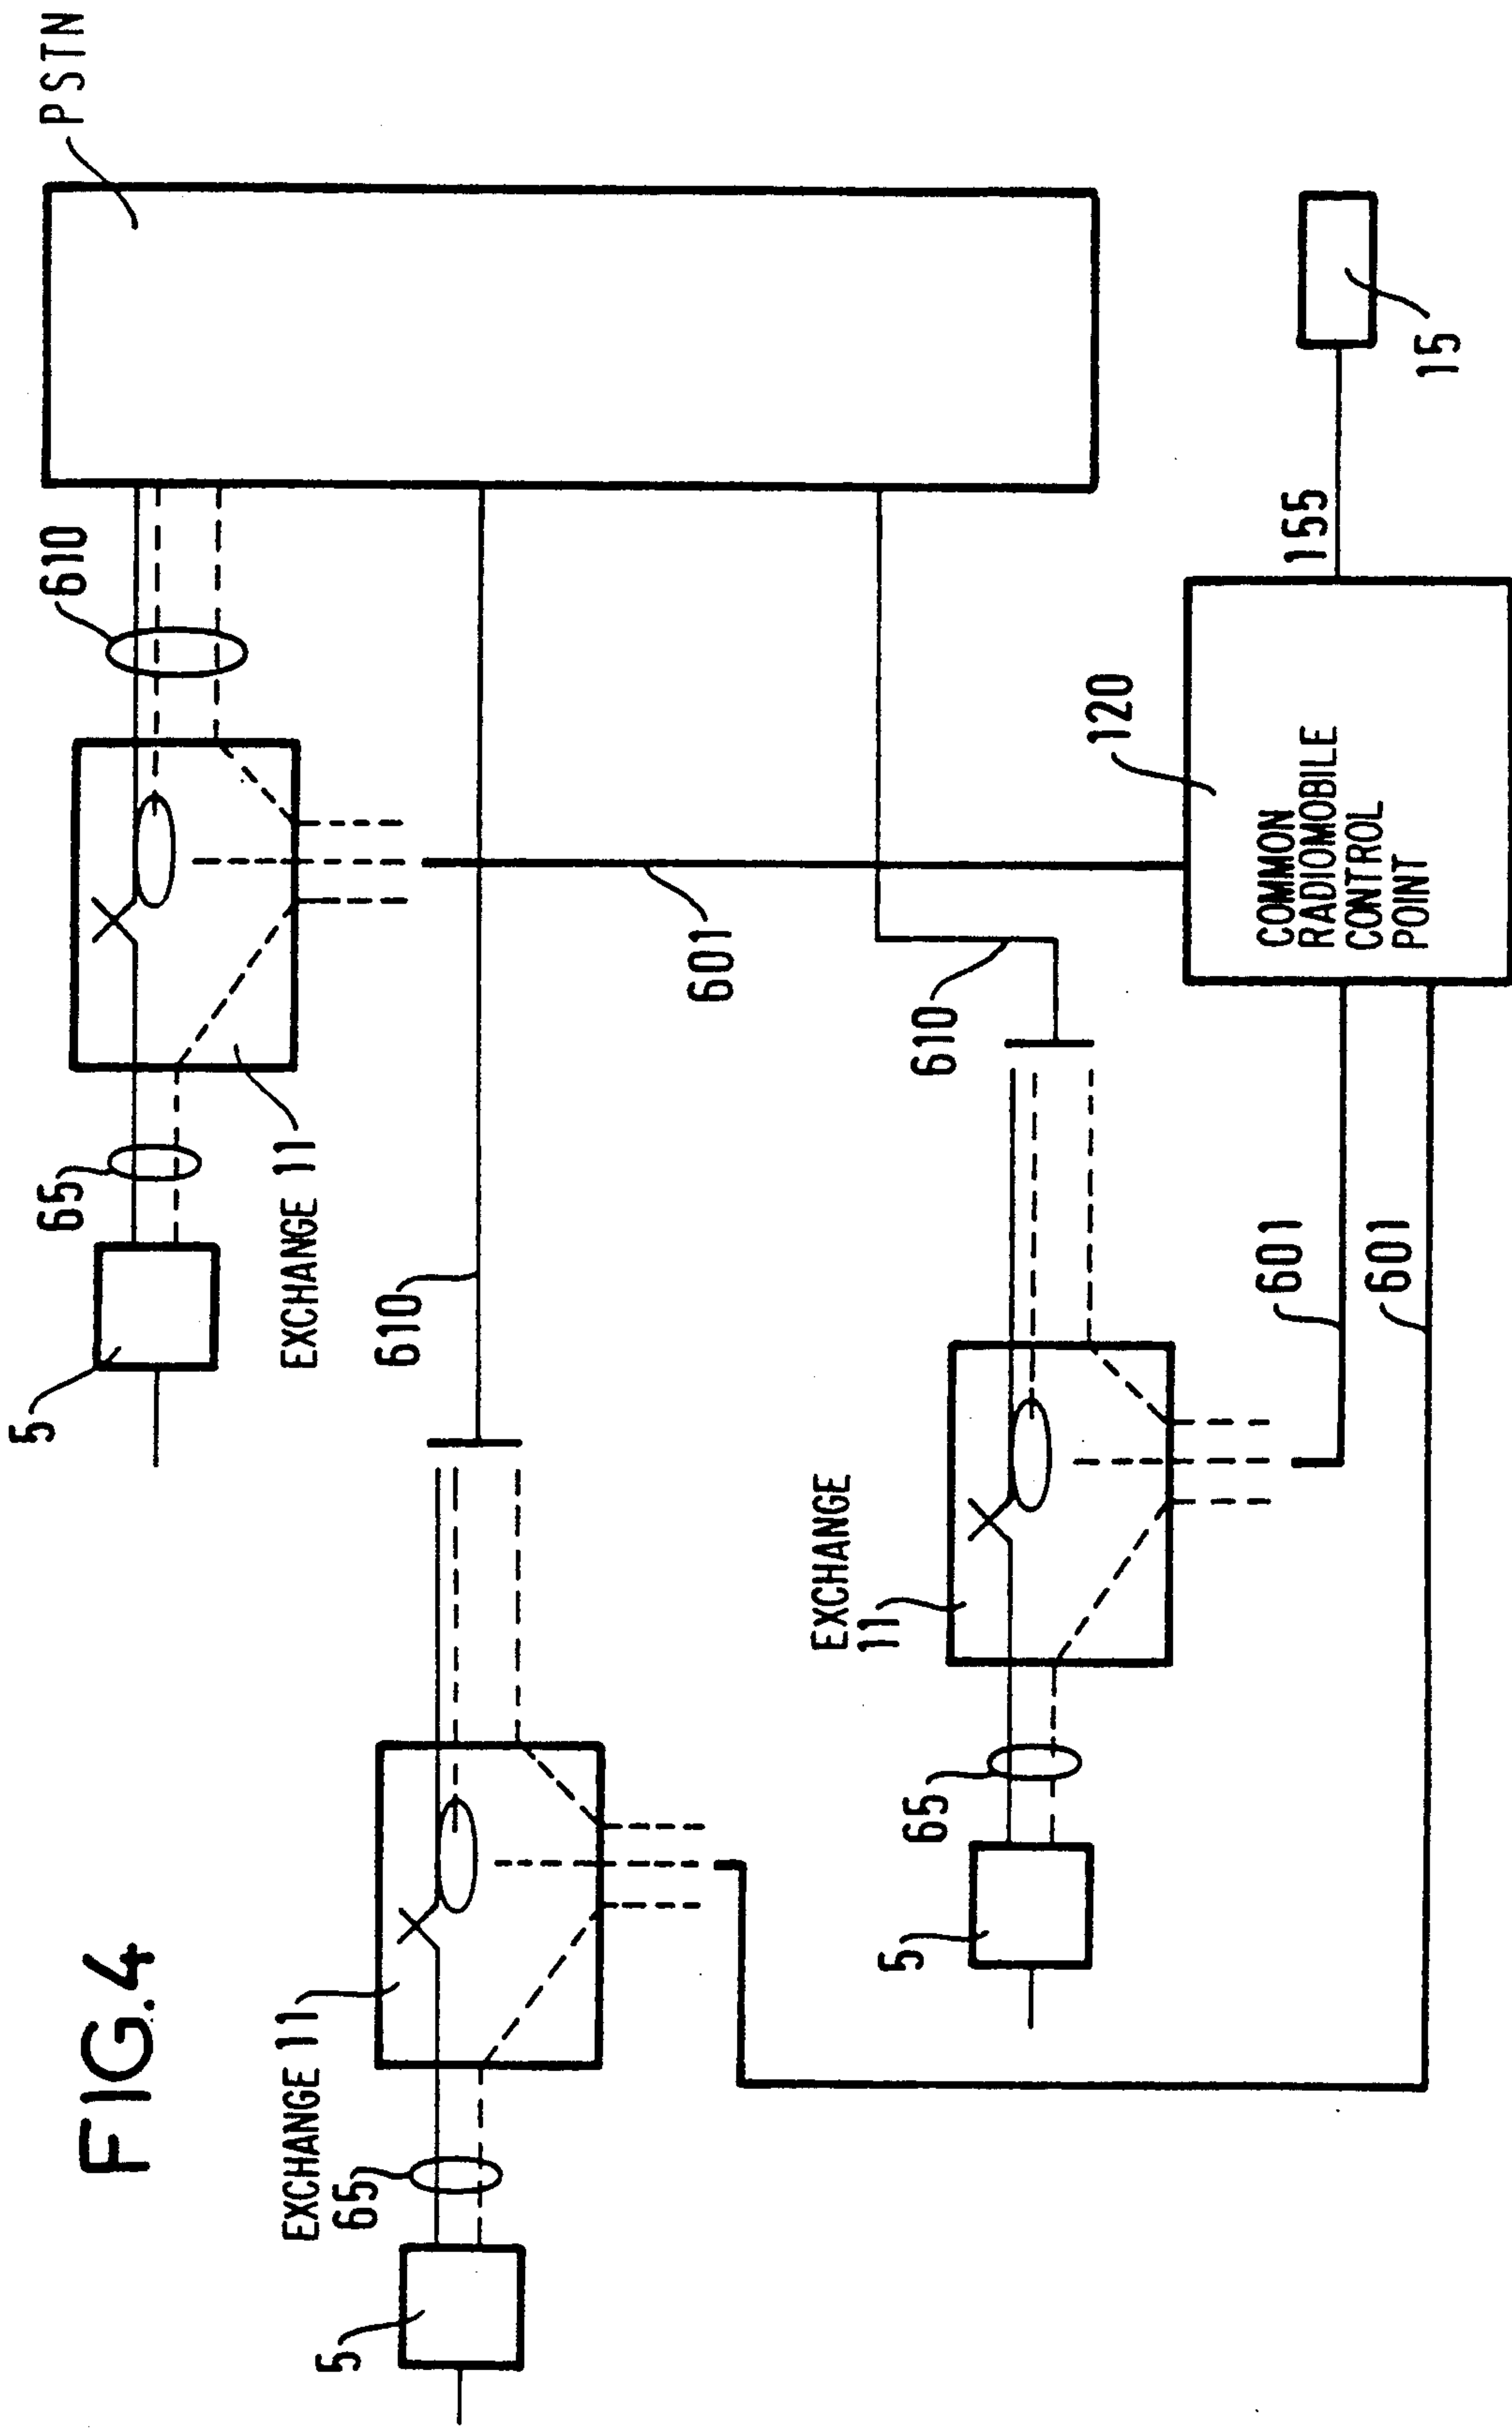 FIG.4
PSTN
610
65
5
EXCHANGE 11
610
EXCHANGE 11
65
5
601
610
EXCHANGE
11
65
5
601
601
120
COMMON
RADIOMOBILE
CONTROL
POINT
155
15